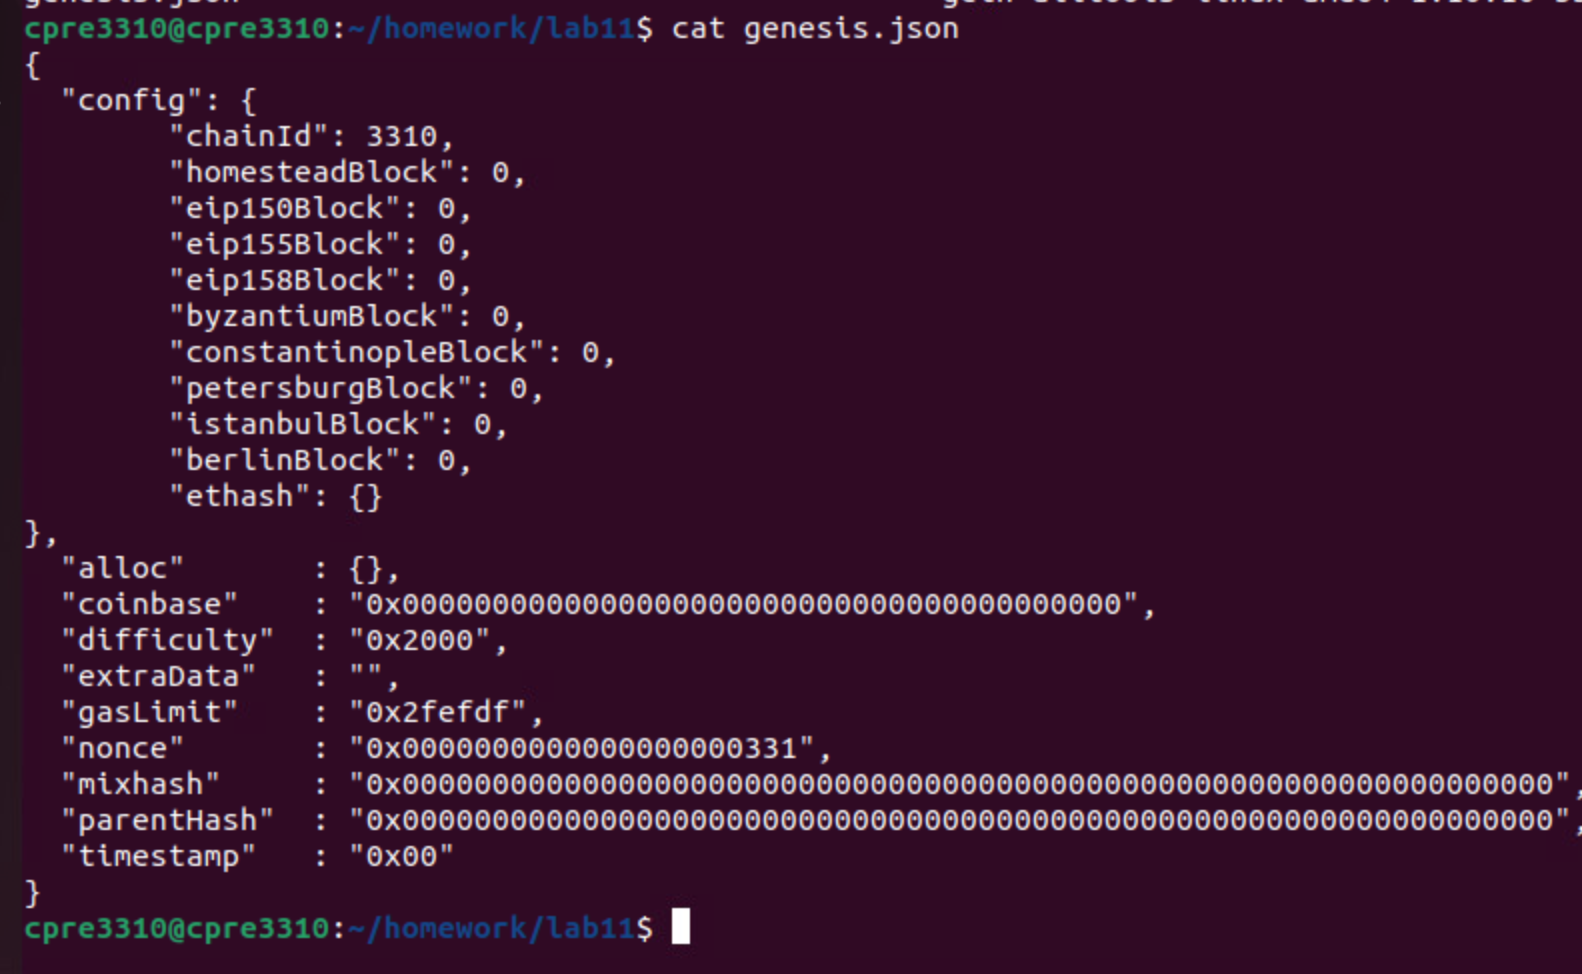 cpre3310@cpre3310:~/homework/lab11$ cat genesis.json
{
"config": {
"chainId": 3310,
"homesteadBlock": 0,
"eip150Block": 0,
"eip155Block": 0,
"eip158Block": 0,
"byzantiumBlock": 0,
"constantinopleBlock": 0,
"petersburgBlock": 0,
"istanbulBlock": 0,
"berlinBlock": 0,
"ethash": {}
},
"alloc" : {},
"coinbase" : "0x0000000000000000000000000000000000000000",
"difficulty" : "0x2000",
"extraData" : "",
"gasLimit" : "0x2fefdf",
"nonce" : "0x0000000000000000000331",
"mixhash" : "0x0000000000000000000000000000000000000000000000000000000000000000",
"parentHash" : "0x0000000000000000000000000000000000000000000000000000000000000000",
"timestamp" : "0x00"
}
cpre3310@cpre3310:~/homework/lab11$